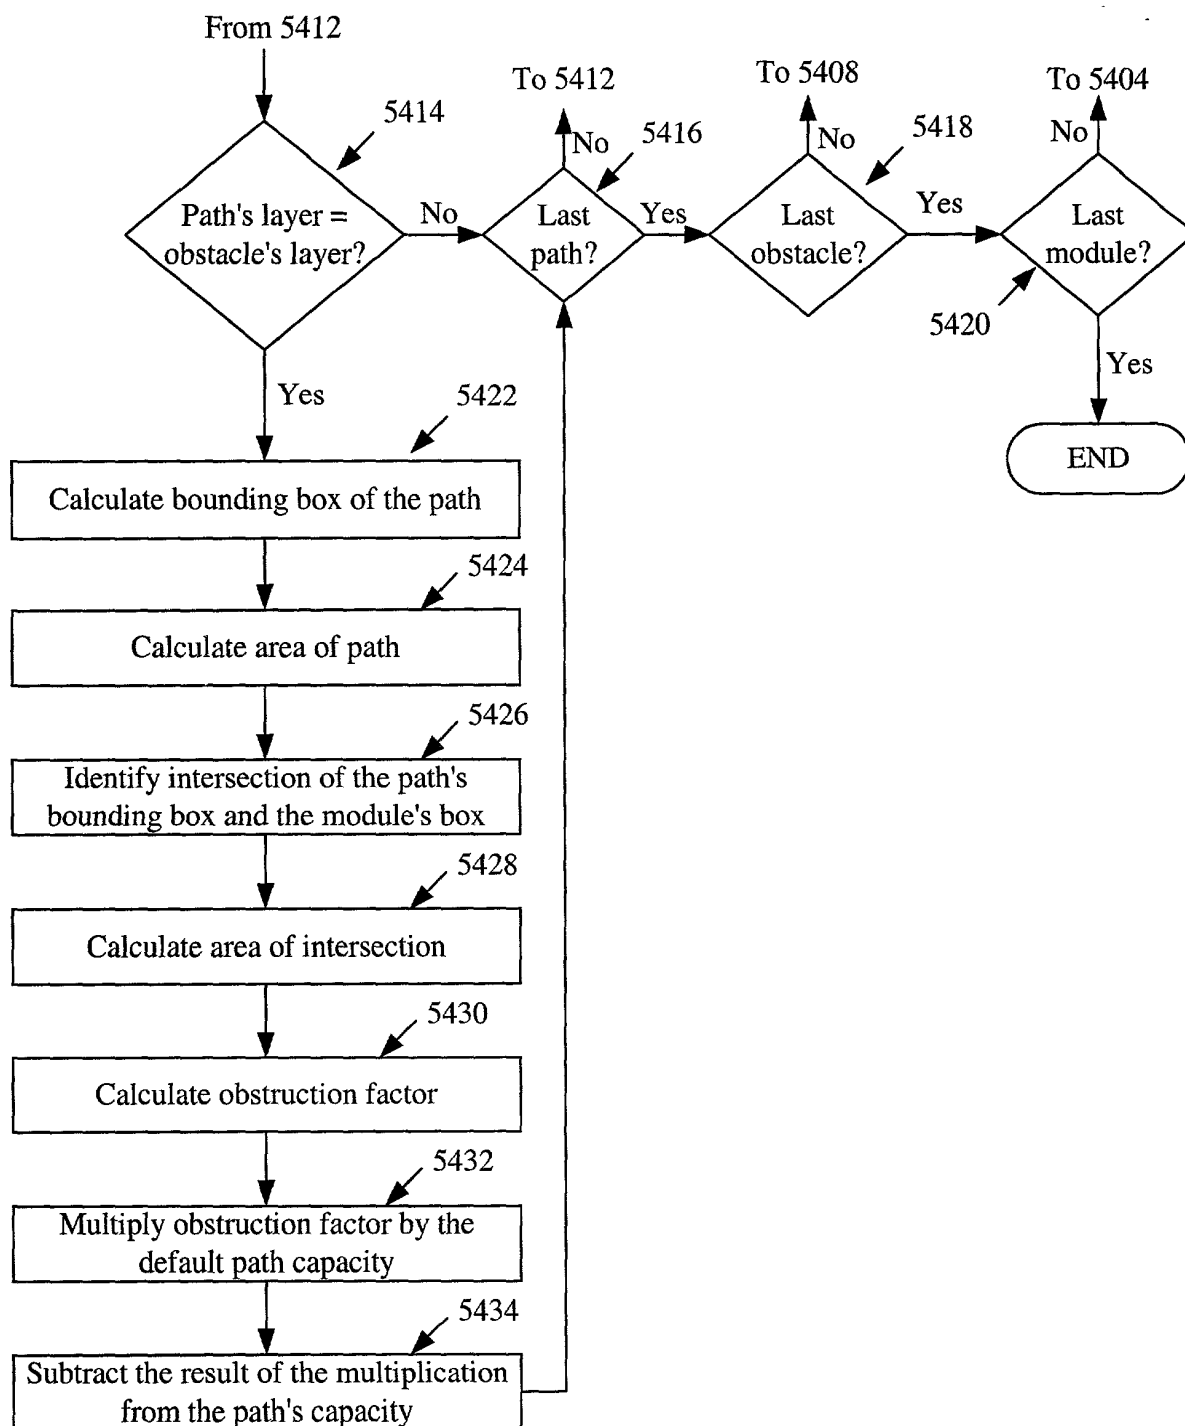 From 5412
To 5412
To 5408
To 5404
5414
5416
5418
No
No
No
Path's layer =
obstacle's layer?
No
Last
path?
Yes
Last
obstacle?
Yes
Last
module?
5420
Yes
Yes
END
5422
Calculate bounding box of the path
5424
Calculate area of path
5426
Identify intersection of the path's
bounding box and the module's box
5428
Calculate area of intersection
5430
Calculate obstruction factor
5432
Multiply obstruction factor by the
default path capacity
5434
Subtract the result of the multiplication
from the path's capacity